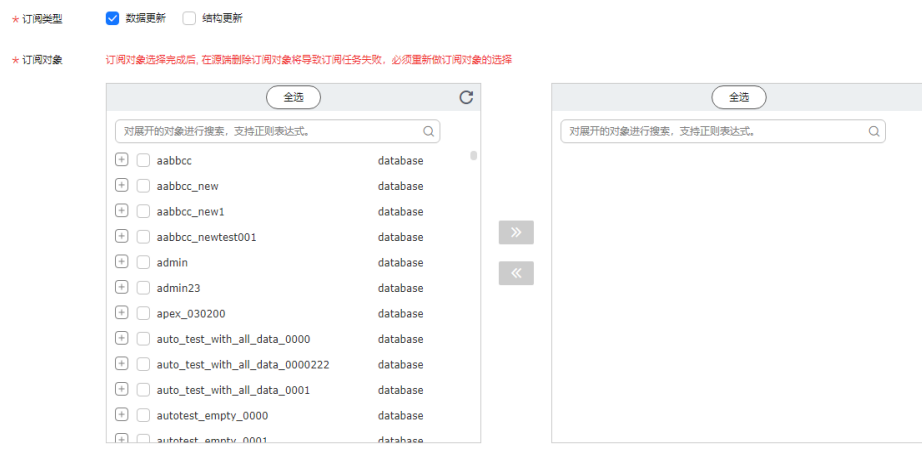 * 订阅类型 数据更新 结构更新
* 订阅对象 订阅对象选择完成后, 在源端删除订阅对象将导致订阅任务失败，必须重新做订阅对象的选择
全选 全选
对展开的对象进行搜索，支持正则表达式。 对展开的对象进行搜索，支持正则表达式。
aabbcc database
aabbcc_new database
aabbcc_new1 database
aabbcc_newtest001 database
admin database
admin23 database
apex_030200 database
auto_test_with_all_data_0000 database
auto_test_with_all_data_0000222 database
auto_test_with_all_data_0001 database
autotest_empty_0000 database
autotest_empty_0001 database